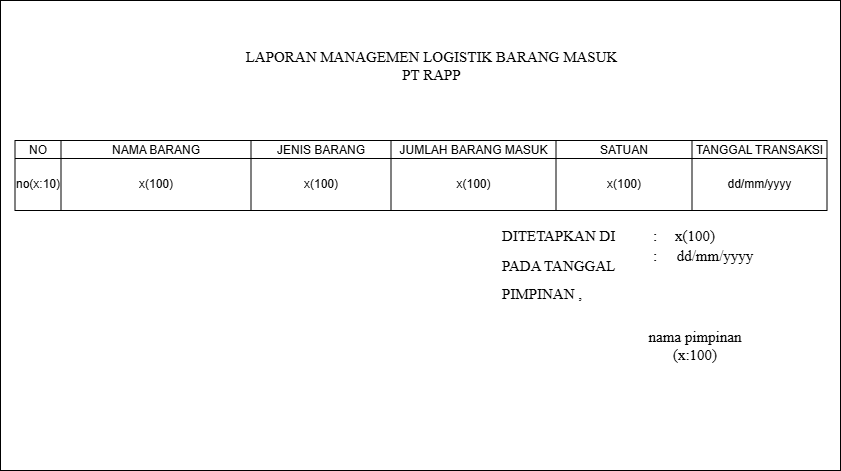 LAPORAN MANAGEMEN LOGISTIK BARANG MASUK
PT RAPP
NO NAMA BARANG JENIS BARANG JUMLAH BARANG MASUK SATUAN TANGGAL TRANSAKSI
no(x:10) x(100) x(100) x(100) x(100) dd/mm/yyyy
DITETAPKAN DI : x(100)
PADA TANGGAL : dd/mm/yyyy
PIMPINAN ,
nama pimpinan
(x:100)